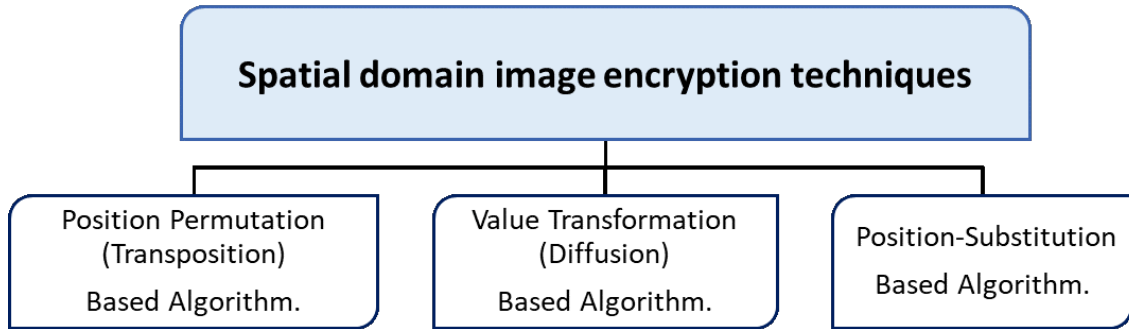 Spatial domain image encryption techniques
Position Permutation
(Transposition)
Based Algorithm.
Value Transformation
(Diffusion)
Based Algorithm.
Position-Substitution
Based Algorithm.